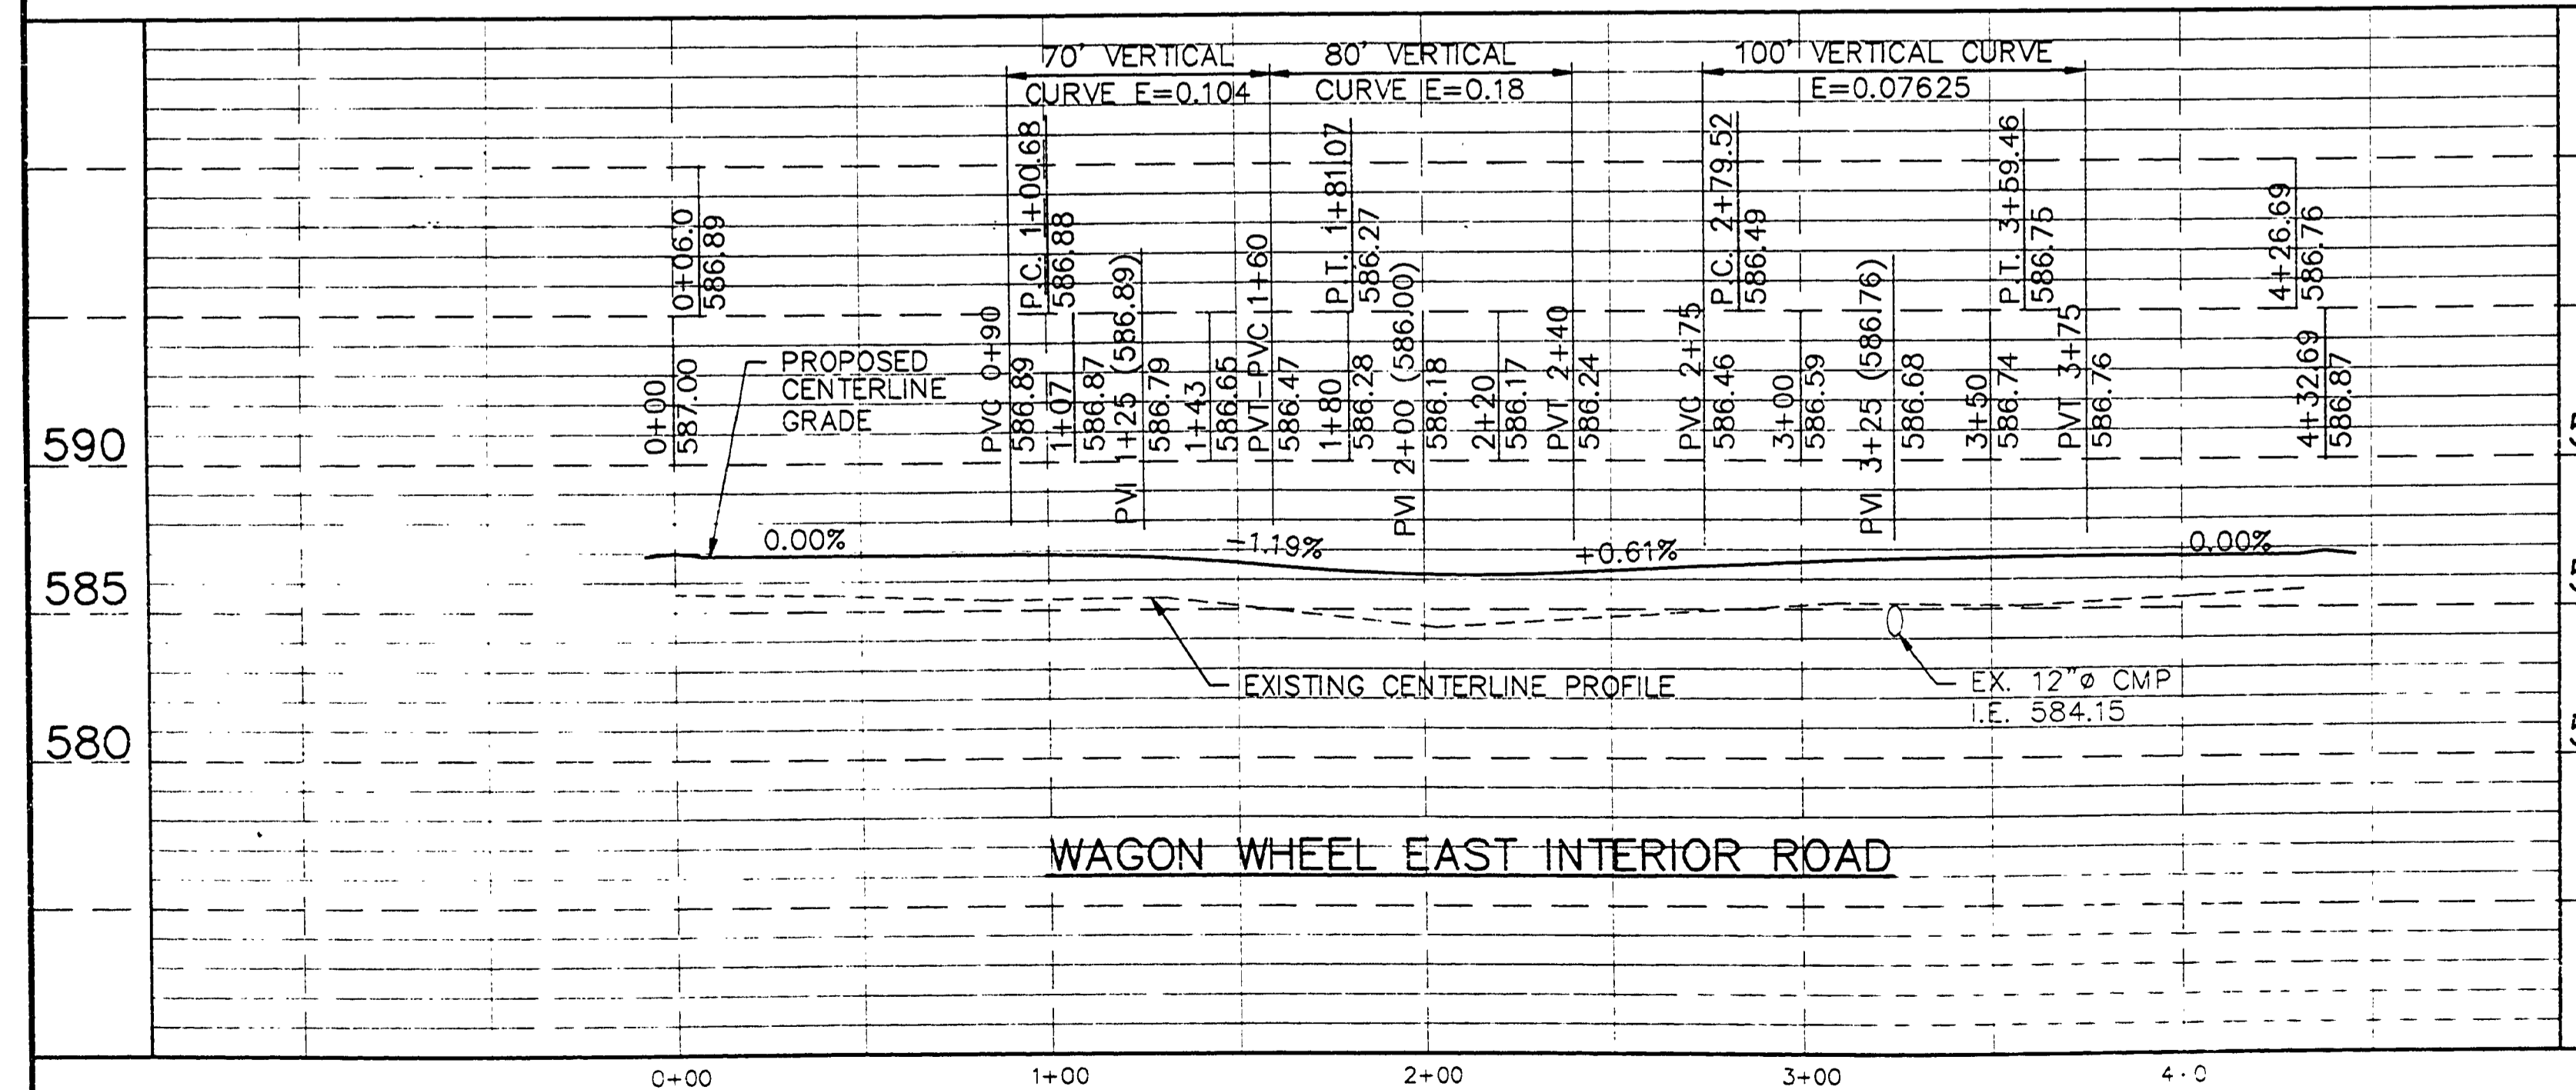 70' VERTICAL
CURVE E=0.104
80' VERTICAL
CURVE E=0.18
100' VERTICAL CURVE
E=0.07625
0+00
587.00
0+06.0
586.89
PVC 0+90
586.89
P.C. 1+00.68
586.88
1+07
586.87
PVI 1+25 (586.89)
586.79
1+43
586.65
PVT-PVC 1+60
586.47
P.T. 1+81.07
586.27
1+80
586.28
PVI 2+00 (586.00)
586.18
2+20
586.17
PVT 2+40
586.24
PVC 2+75
586.46
P.C. 2+79.52
586.49
3+00
586.59
PVI 3+25 (586.76)
586.68
3+50
586.74
P.T. 3+59.46
586.75
PVT 3+75
586.76
4+26.69
586.76
4+32.69
586.87
PROPOSED
CENTERLINE
GRADE
590
585
580
0.00%
-1.19%
+0.61%
0.00%
EXISTING CENTERLINE PROFILE
EX. 12"ø CMP
I.E. 584.15
WAGON WHEEL EAST INTERIOR ROAD
0+00
1+00
2+00
3+00